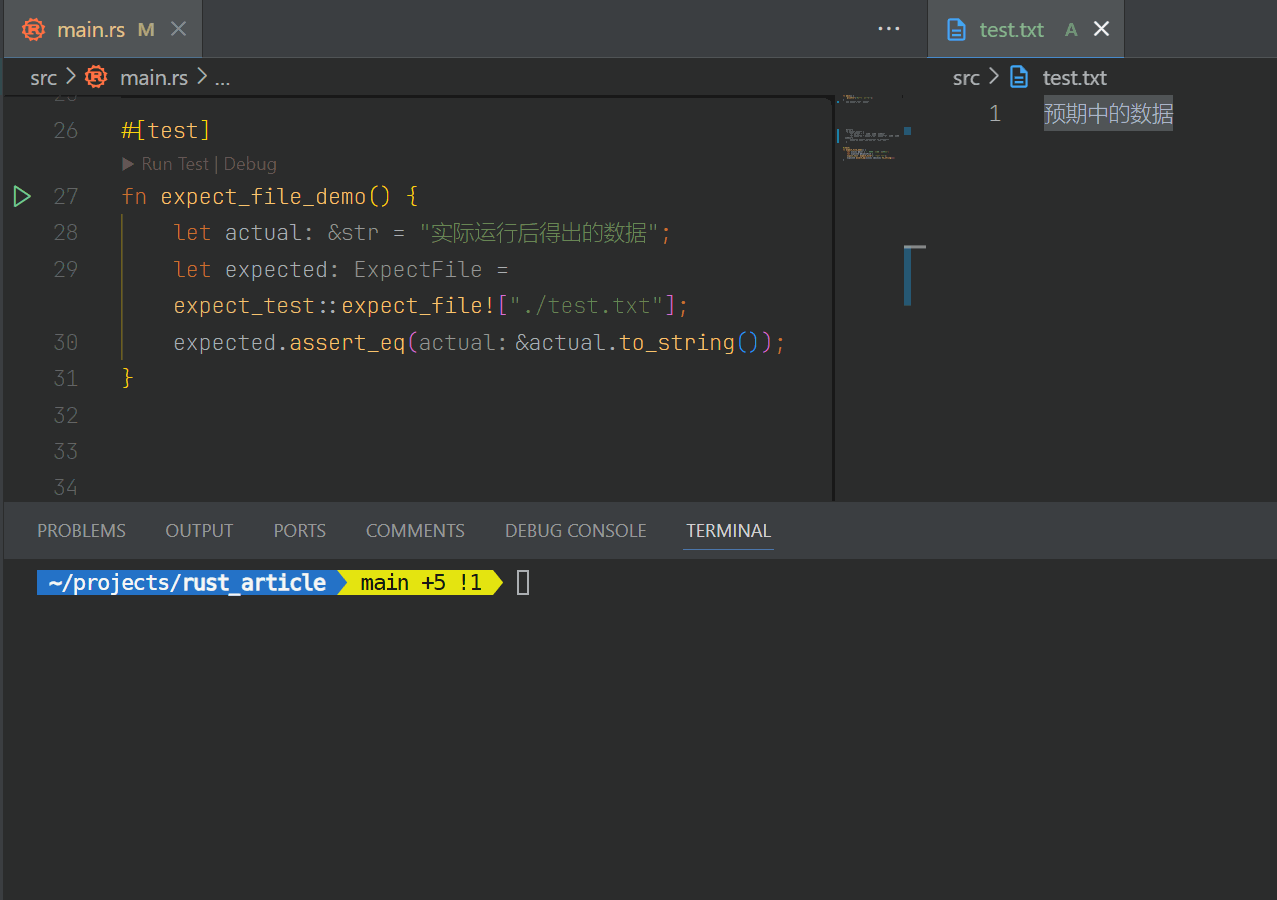 main.rs M
test.txt A
src > main.rs > ...
src > test.txt
26 #[test]
Run Test | Debug
27 fn expect_file_demo() {
28 let actual: &str = "实际运行后得出的数据";
29 let expected: ExpectFile =
expect_test::expect_file!["./test.txt"];
30 expected.assert_eq(actual: &actual.to_string());
31 }
32
33
34
1 预期中的数据
PROBLEMS OUTPUT PORTS COMMENTS DEBUG CONSOLE TERMINAL
~/projects/rust_article main +5 !1